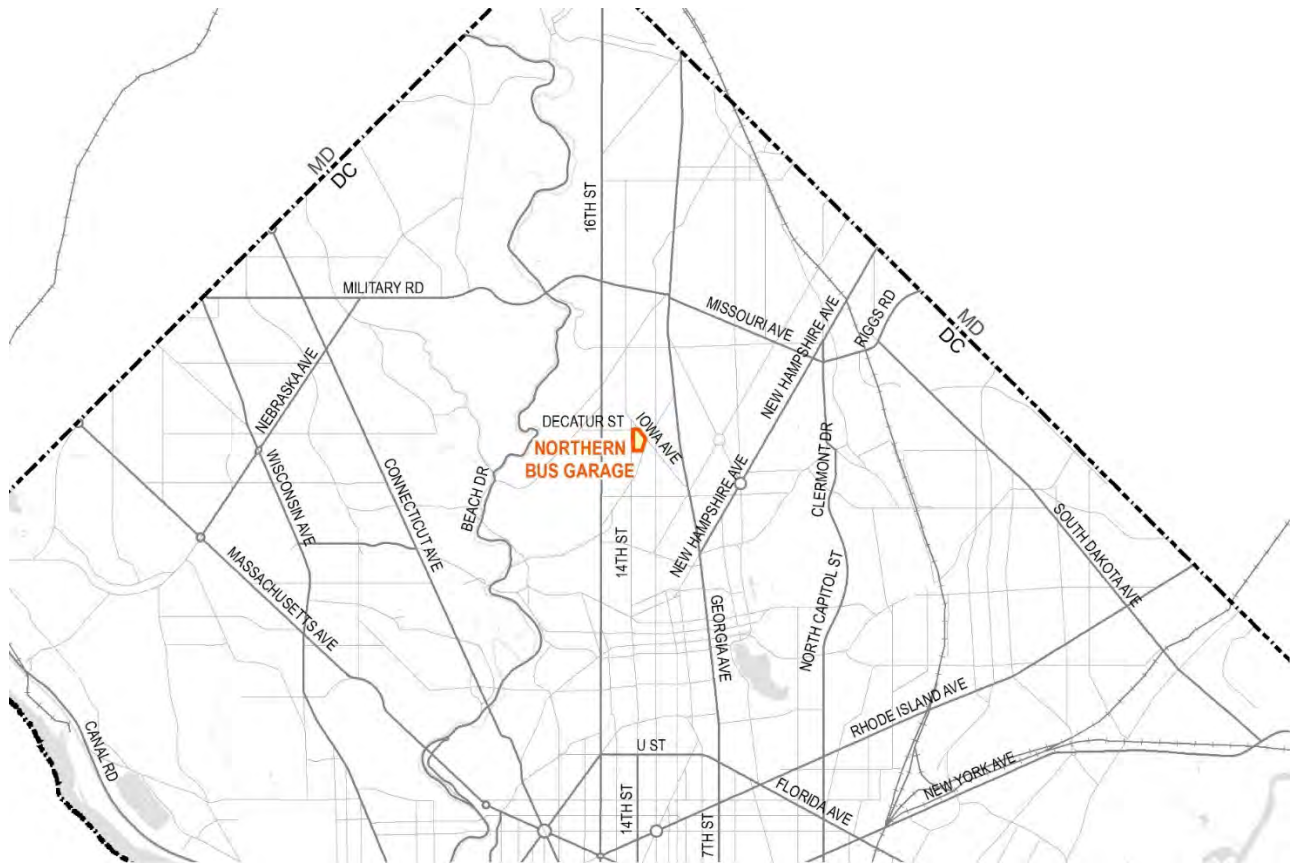 MD
DC
16TH ST
MILITARY RD
MISSOURI AVE
NEW HAMPSHIRE AVE
RIGGS RD
MD
DC
NEBRASKA AVE
DECATUR ST
IOWA AVE
NORTHERN
BUS GARAGE
WISCONSIN AVE
CONNECTICUT AVE
BEACH DR
NEW HAMPSHIRE AVE
CLERMONT DR
SOUTH DAKOTA AVE
MASSACHUSETTS AVE
14TH ST
GEORGIA AVE
NORTH CAPITOL ST
RHODE ISLAND AVE
CANAL RD
U ST
14TH ST
7TH ST
FLORIDA AVE
NEW YORK AVE